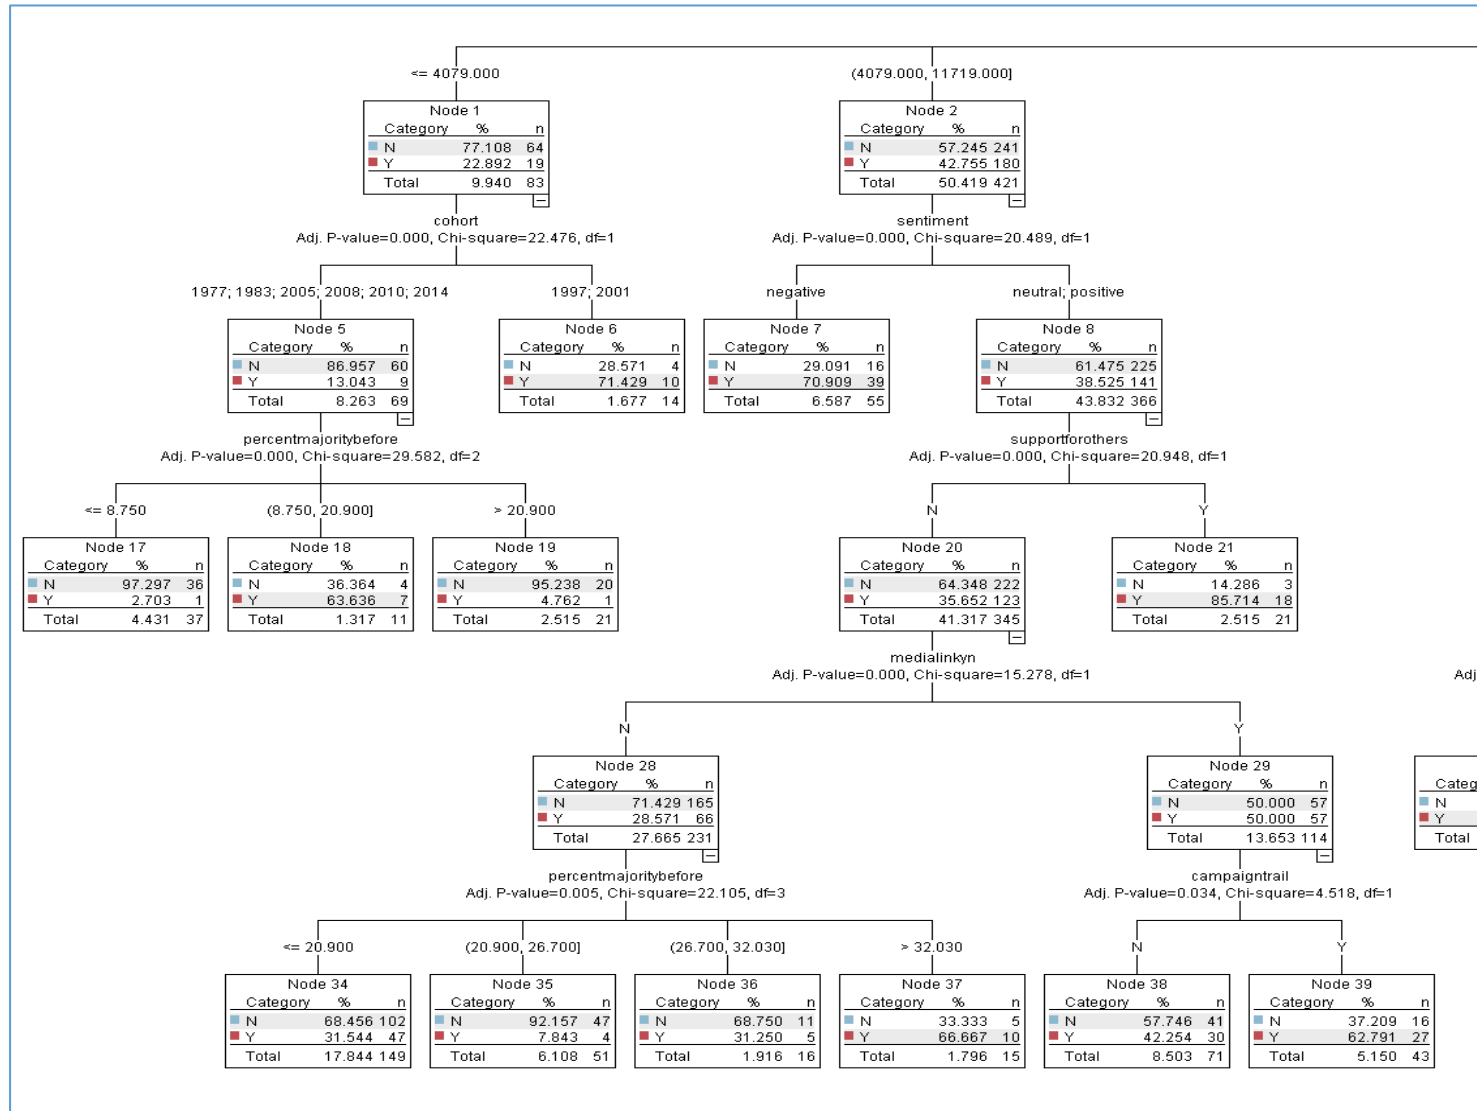 <= 4079.000
(4079.000, 11719.000]
Node 1
Category % n
N 77.108 64
Y 22.892 19
Total 9.940 83
Node 2
Category % n
N 57.245 241
Y 42.755 180
Total 50.419 421
cohort
Adj. P-value=0.000, Chi-square=22.476, df=1
sentiment
Adj. P-value=0.000, Chi-square=20.489, df=1
1977; 1983; 2005; 2008; 2010; 2014
1997; 2001
negative
neutral; positive
Node 5
Category % n
N 86.957 60
Y 13.043 9
Total 8.263 69
Node 6
Category % n
N 28.571 4
Y 71.429 10
Total 1.677 14
Node 7
Category % n
N 29.091 16
Y 70.909 39
Total 6.587 55
Node 8
Category % n
N 61.475 225
Y 38.525 141
Total 43.832 366
percentmajoritybefore
Adj. P-value=0.000, Chi-square=29.582, df=2
supportforothers
Adj. P-value=0.000, Chi-square=20.948, df=1
<= 8.750
(8.750, 20.900]
> 20.900
N
Y
Node 17
Category % n
N 97.297 36
Y 2.703 1
Total 4.431 37
Node 18
Category % n
N 36.364 4
Y 63.636 7
Total 1.317 11
Node 19
Category % n
N 95.238 20
Y 4.762 1
Total 2.515 21
Node 20
Category % n
N 64.348 222
Y 35.652 123
Total 41.317 345
Node 21
Category % n
N 14.286 3
Y 85.714 18
Total 2.515 21
medialinkyn
Adj. P-value=0.000, Chi-square=15.278, df=1
Adj
N
Y
Node 28
Category % n
N 71.429 165
Y 28.571 66
Total 27.665 231
Node 29
Category % n
N 50.000 57
Y 50.000 57
Total 13.653 114
Categ
N
Y
Total
percentmajoritybefore
Adj. P-value=0.005, Chi-square=22.105, df=3
campaigntrail
Adj. P-value=0.034, Chi-square=4.518, df=1
<= 20.900
(20.900, 26.700]
(26.700, 32.030]
> 32.030
N
Y
Node 34
Category % n
N 68.456 102
Y 31.544 47
Total 17.844 149
Node 35
Category % n
N 92.157 47
Y 7.843 4
Total 6.108 51
Node 36
Category % n
N 68.750 11
Y 31.250 5
Total 1.916 16
Node 37
Category % n
N 33.333 5
Y 66.667 10
Total 1.796 15
Node 38
Category % n
N 57.746 41
Y 42.254 30
Total 8.503 71
Node 39
Category % n
N 37.209 16
Y 62.791 27
Total 5.150 43